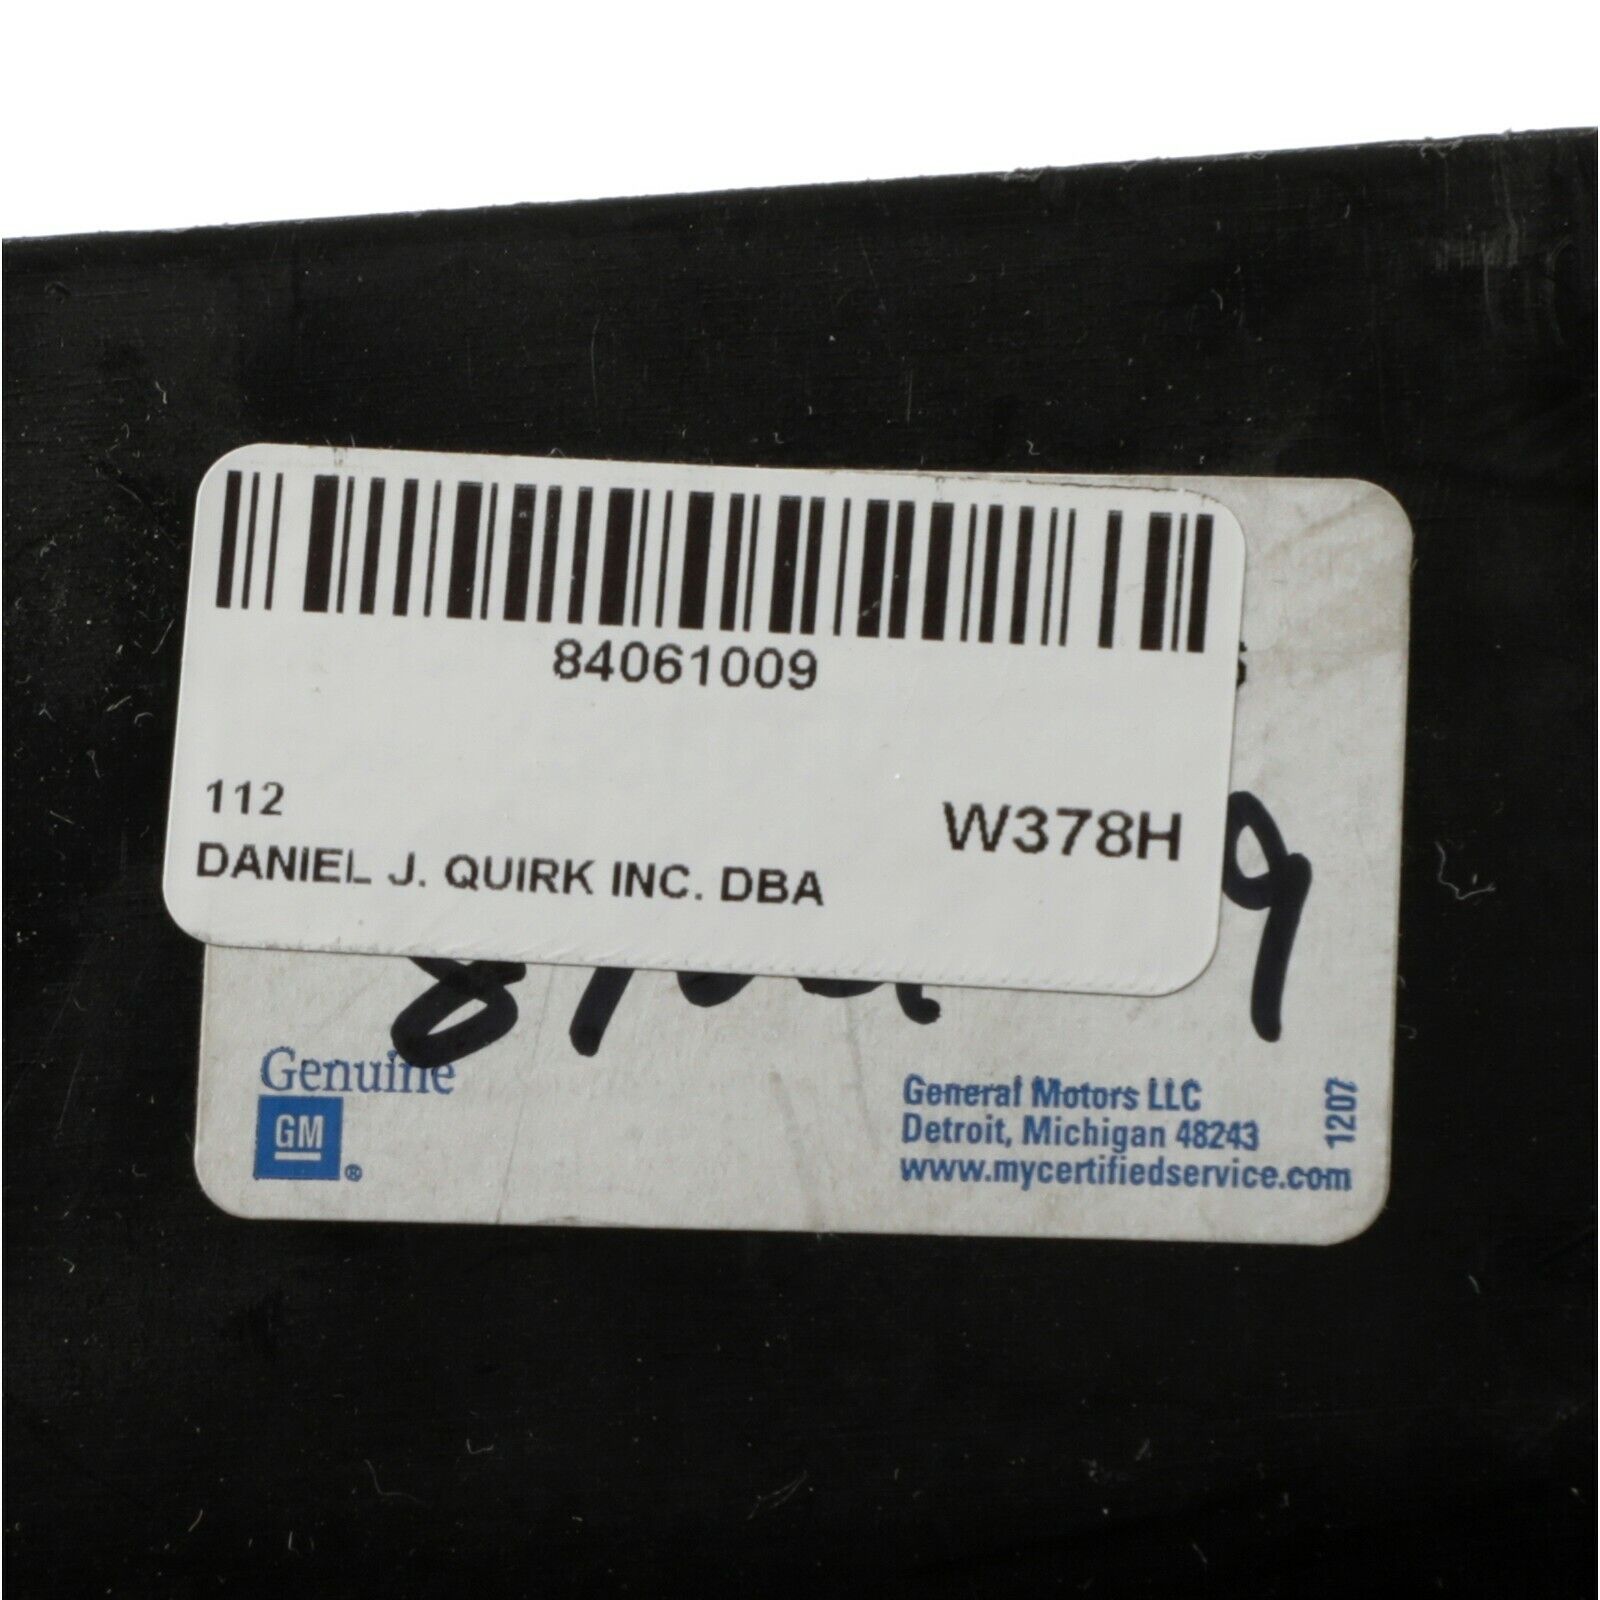 84061009
112
W378H
DANIEL J. QUIRK INC. DBA
Genuine
GM®
General Motors LLC
Detroit, Michigan 48243
www.mycertifiedservice.com
1207